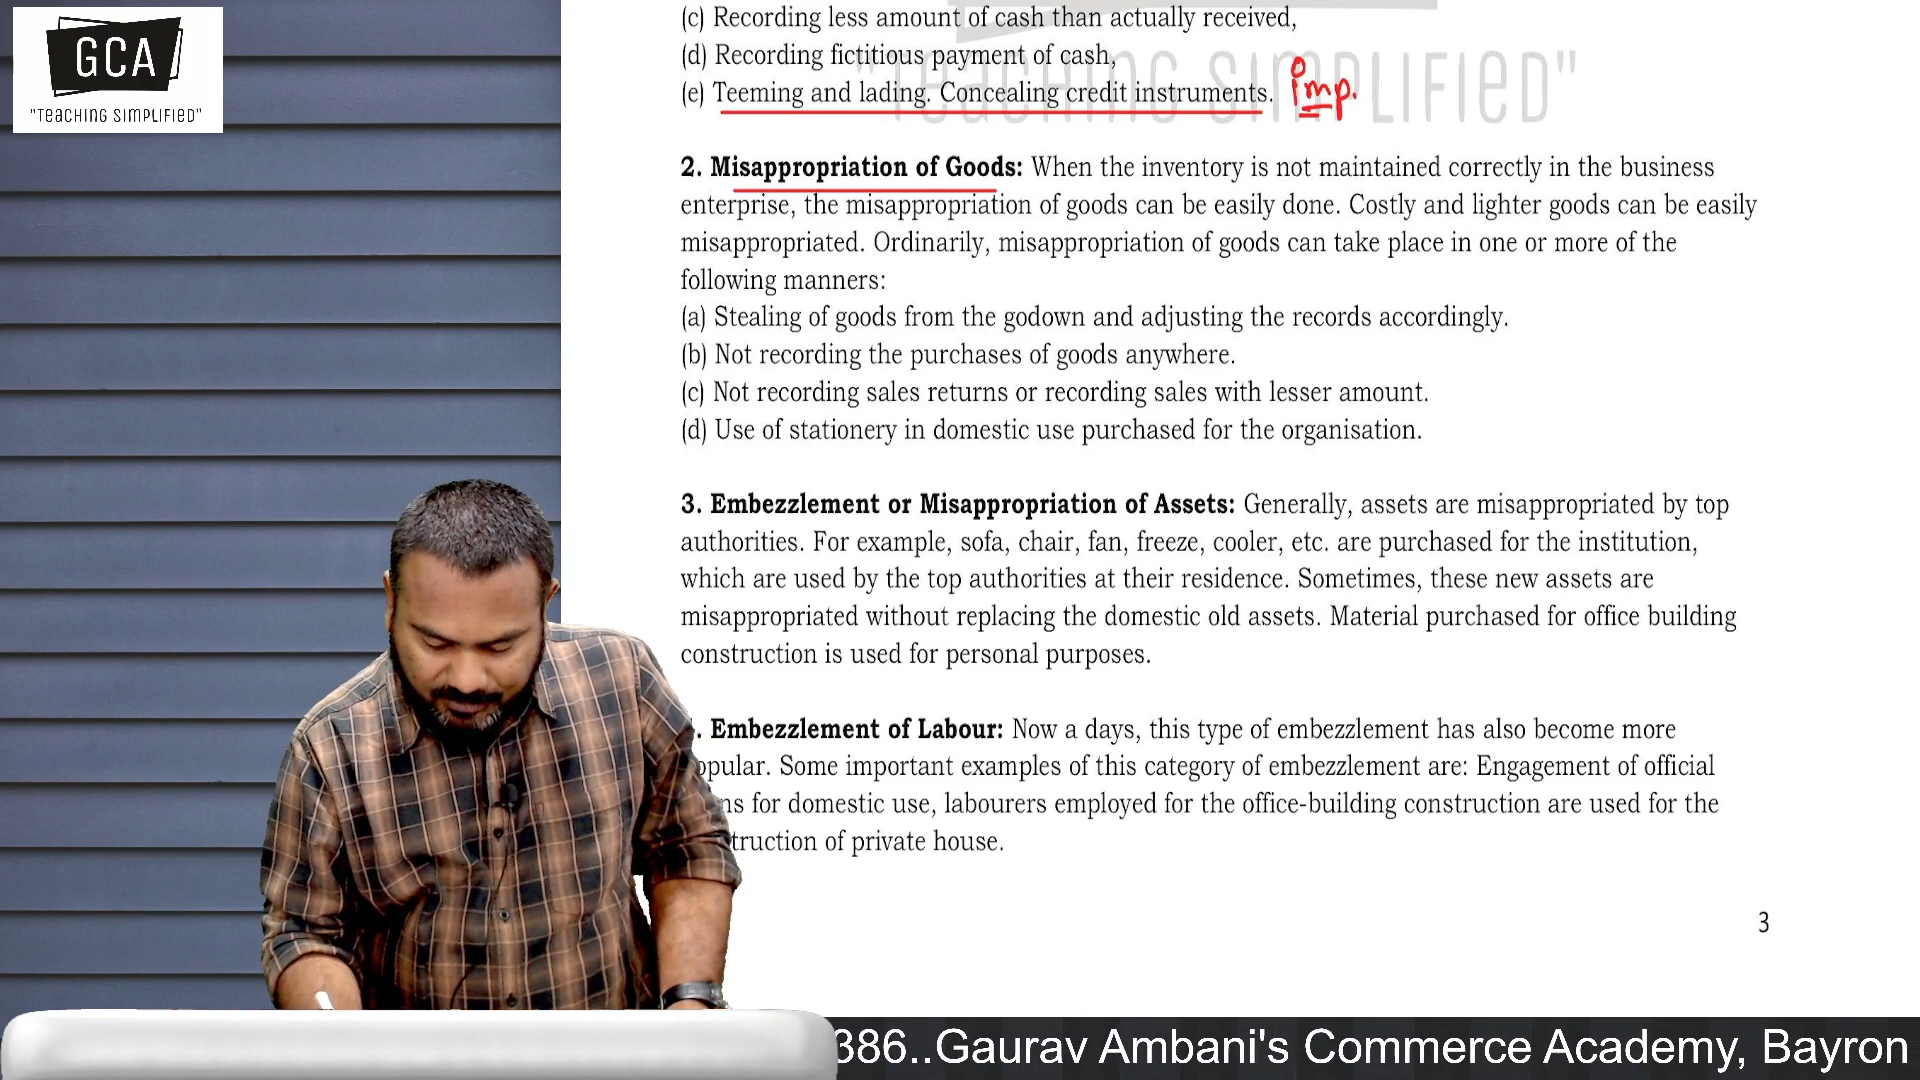 GCA
"Teaching SIMPLIFIED"
(c) Recording less amount of cash than actually received,
(d) Recording fictitious payment of cash,
(e) Teeming and lading. Concealing credit instruments. imp.
"Teaching SIMPLIFIED"
2. Misappropriation of Goods: When the inventory is not maintained correctly in the business
enterprise, the misappropriation of goods can be easily done. Costly and lighter goods can be easily
misappropriated. Ordinarily, misappropriation of goods can take place in one or more of the
following manners:
(a) Stealing of goods from the godown and adjusting the records accordingly.
(b) Not recording the purchases of goods anywhere.
(c) Not recording sales returns or recording sales with lesser amount.
(d) Use of stationery in domestic use purchased for the organisation.
3. Embezzlement or Misappropriation of Assets: Generally, assets are misappropriated by top
authorities. For example, sofa, chair, fan, freeze, cooler, etc. are purchased for the institution,
which are used by the top authorities at their residence. Sometimes, these new assets are
misappropriated without replacing the domestic old assets. Material purchased for office building
construction is used for personal purposes.
. Embezzlement of Labour: Now a days, this type of embezzlement has also become more
opular. Some important examples of this category of embezzlement are: Engagement of official
ns for domestic use, labourers employed for the office-building construction are used for the
truction of private house.
3
386..Gaurav Ambani's Commerce Academy, Bayron